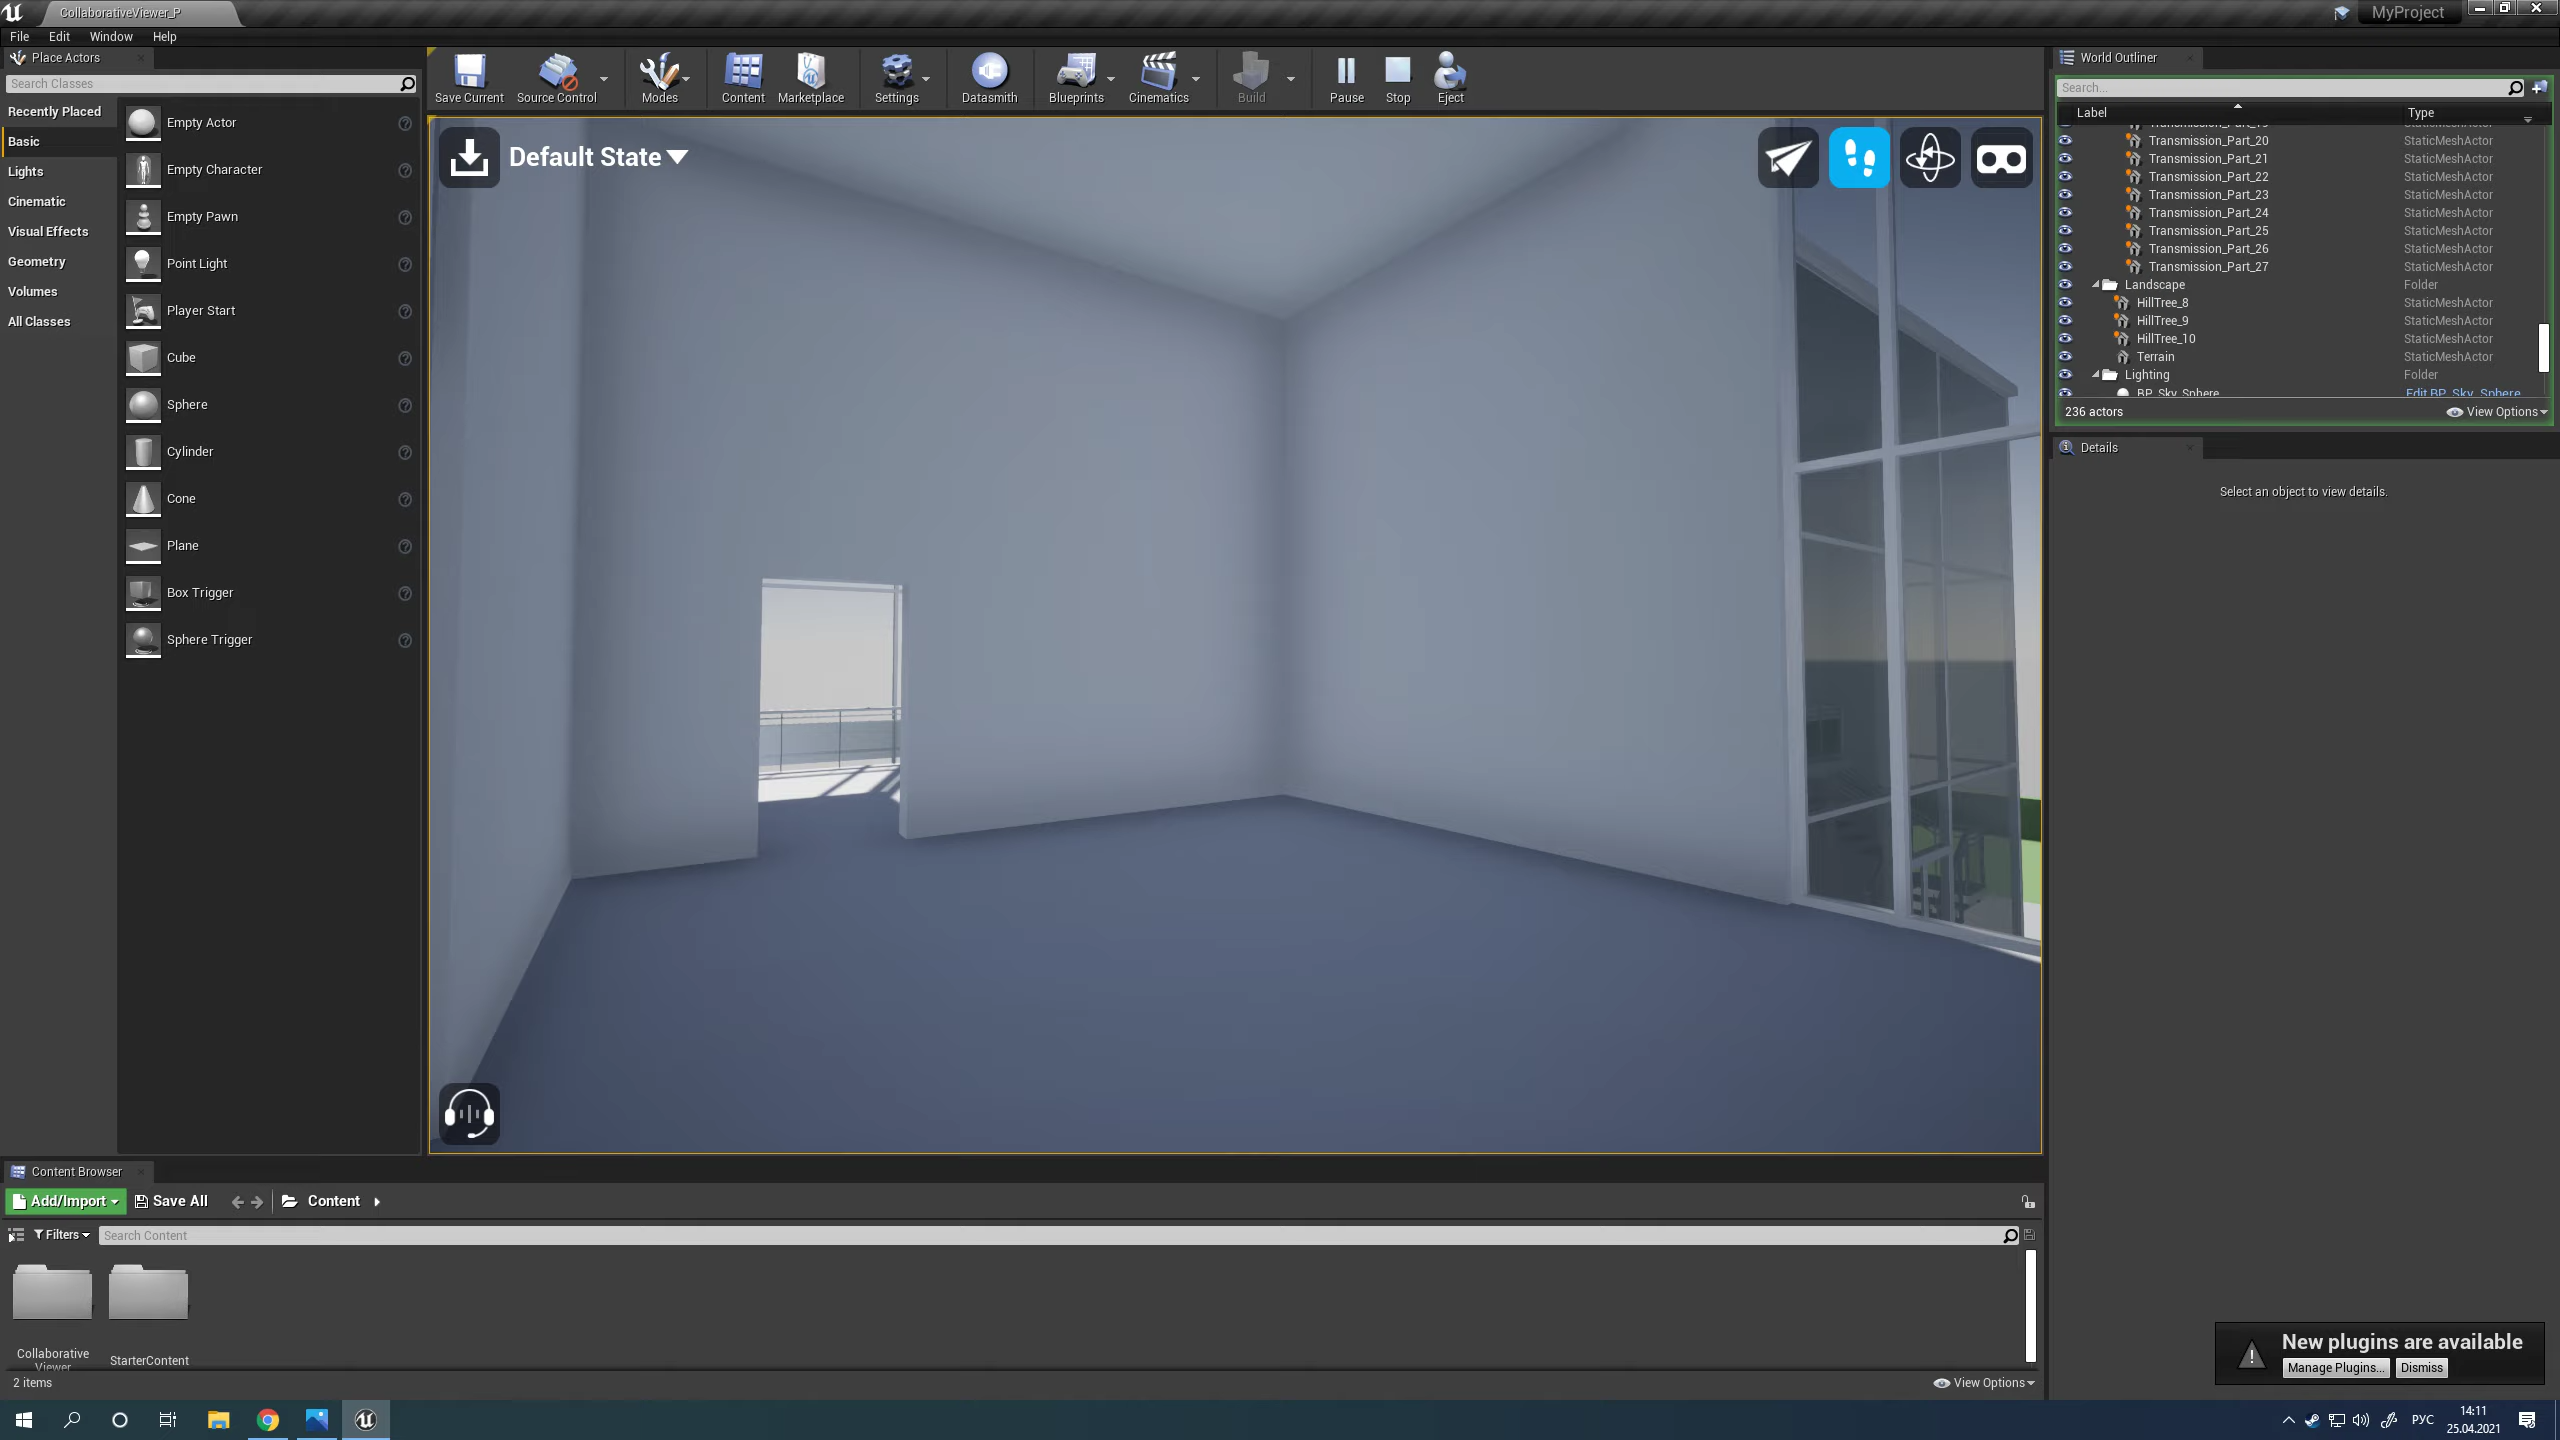 CollaborativeViewer_P
MyProject
File Edit Window Help
Place Actors
Search Classes
Recently Placed
Basic
Lights
Cinematic
Visual Effects
Geometry
Volumes
All Classes
Empty Actor
Empty Character
Empty Pawn
Point Light
Player Start
Cube
Sphere
Cylinder
Cone
Plane
Box Trigger
Sphere Trigger
Save Current Source Control Modes Content Marketplace Settings Datasmith Blueprints Cinematics Build Pause Stop Eject
Default State
World Outliner
Search...
Label Type
Transmission_Part_19 StaticMeshActor
Transmission_Part_20 StaticMeshActor
Transmission_Part_21 StaticMeshActor
Transmission_Part_22 StaticMeshActor
Transmission_Part_23 StaticMeshActor
Transmission_Part_24 StaticMeshActor
Transmission_Part_25 StaticMeshActor
Transmission_Part_26 StaticMeshActor
Transmission_Part_27 StaticMeshActor
Landscape Folder
HillTree_8 StaticMeshActor
HillTree_9 StaticMeshActor
HillTree_10 StaticMeshActor
Terrain StaticMeshActor
Lighting Folder
BP_Sky_Sphere Edit BP_Sky_Sphere
236 actors View Options
Details
Select an object to view details.
Content Browser
Add/Import Save All Content
Filters Search Content
Collaborative
Viewer
StarterContent
2 items View Options
New plugins are available
Manage Plugins... Dismiss
РУС
14:11
25.04.2021